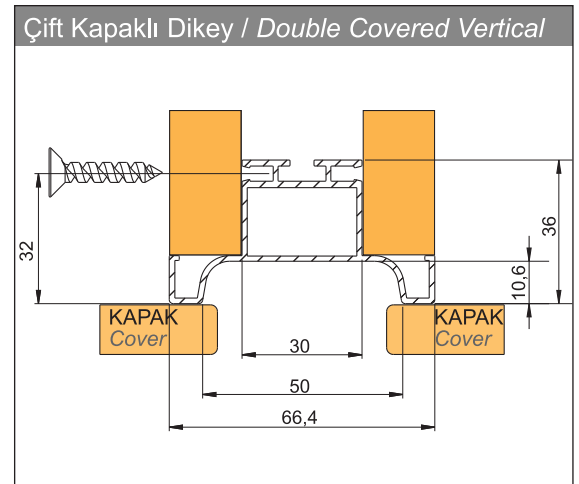 Çift Kapaklı Dikey / Double Covered Vertical
32
36
10,6
KAPAK
Cover
KAPAK
Cover
30
50
66,4